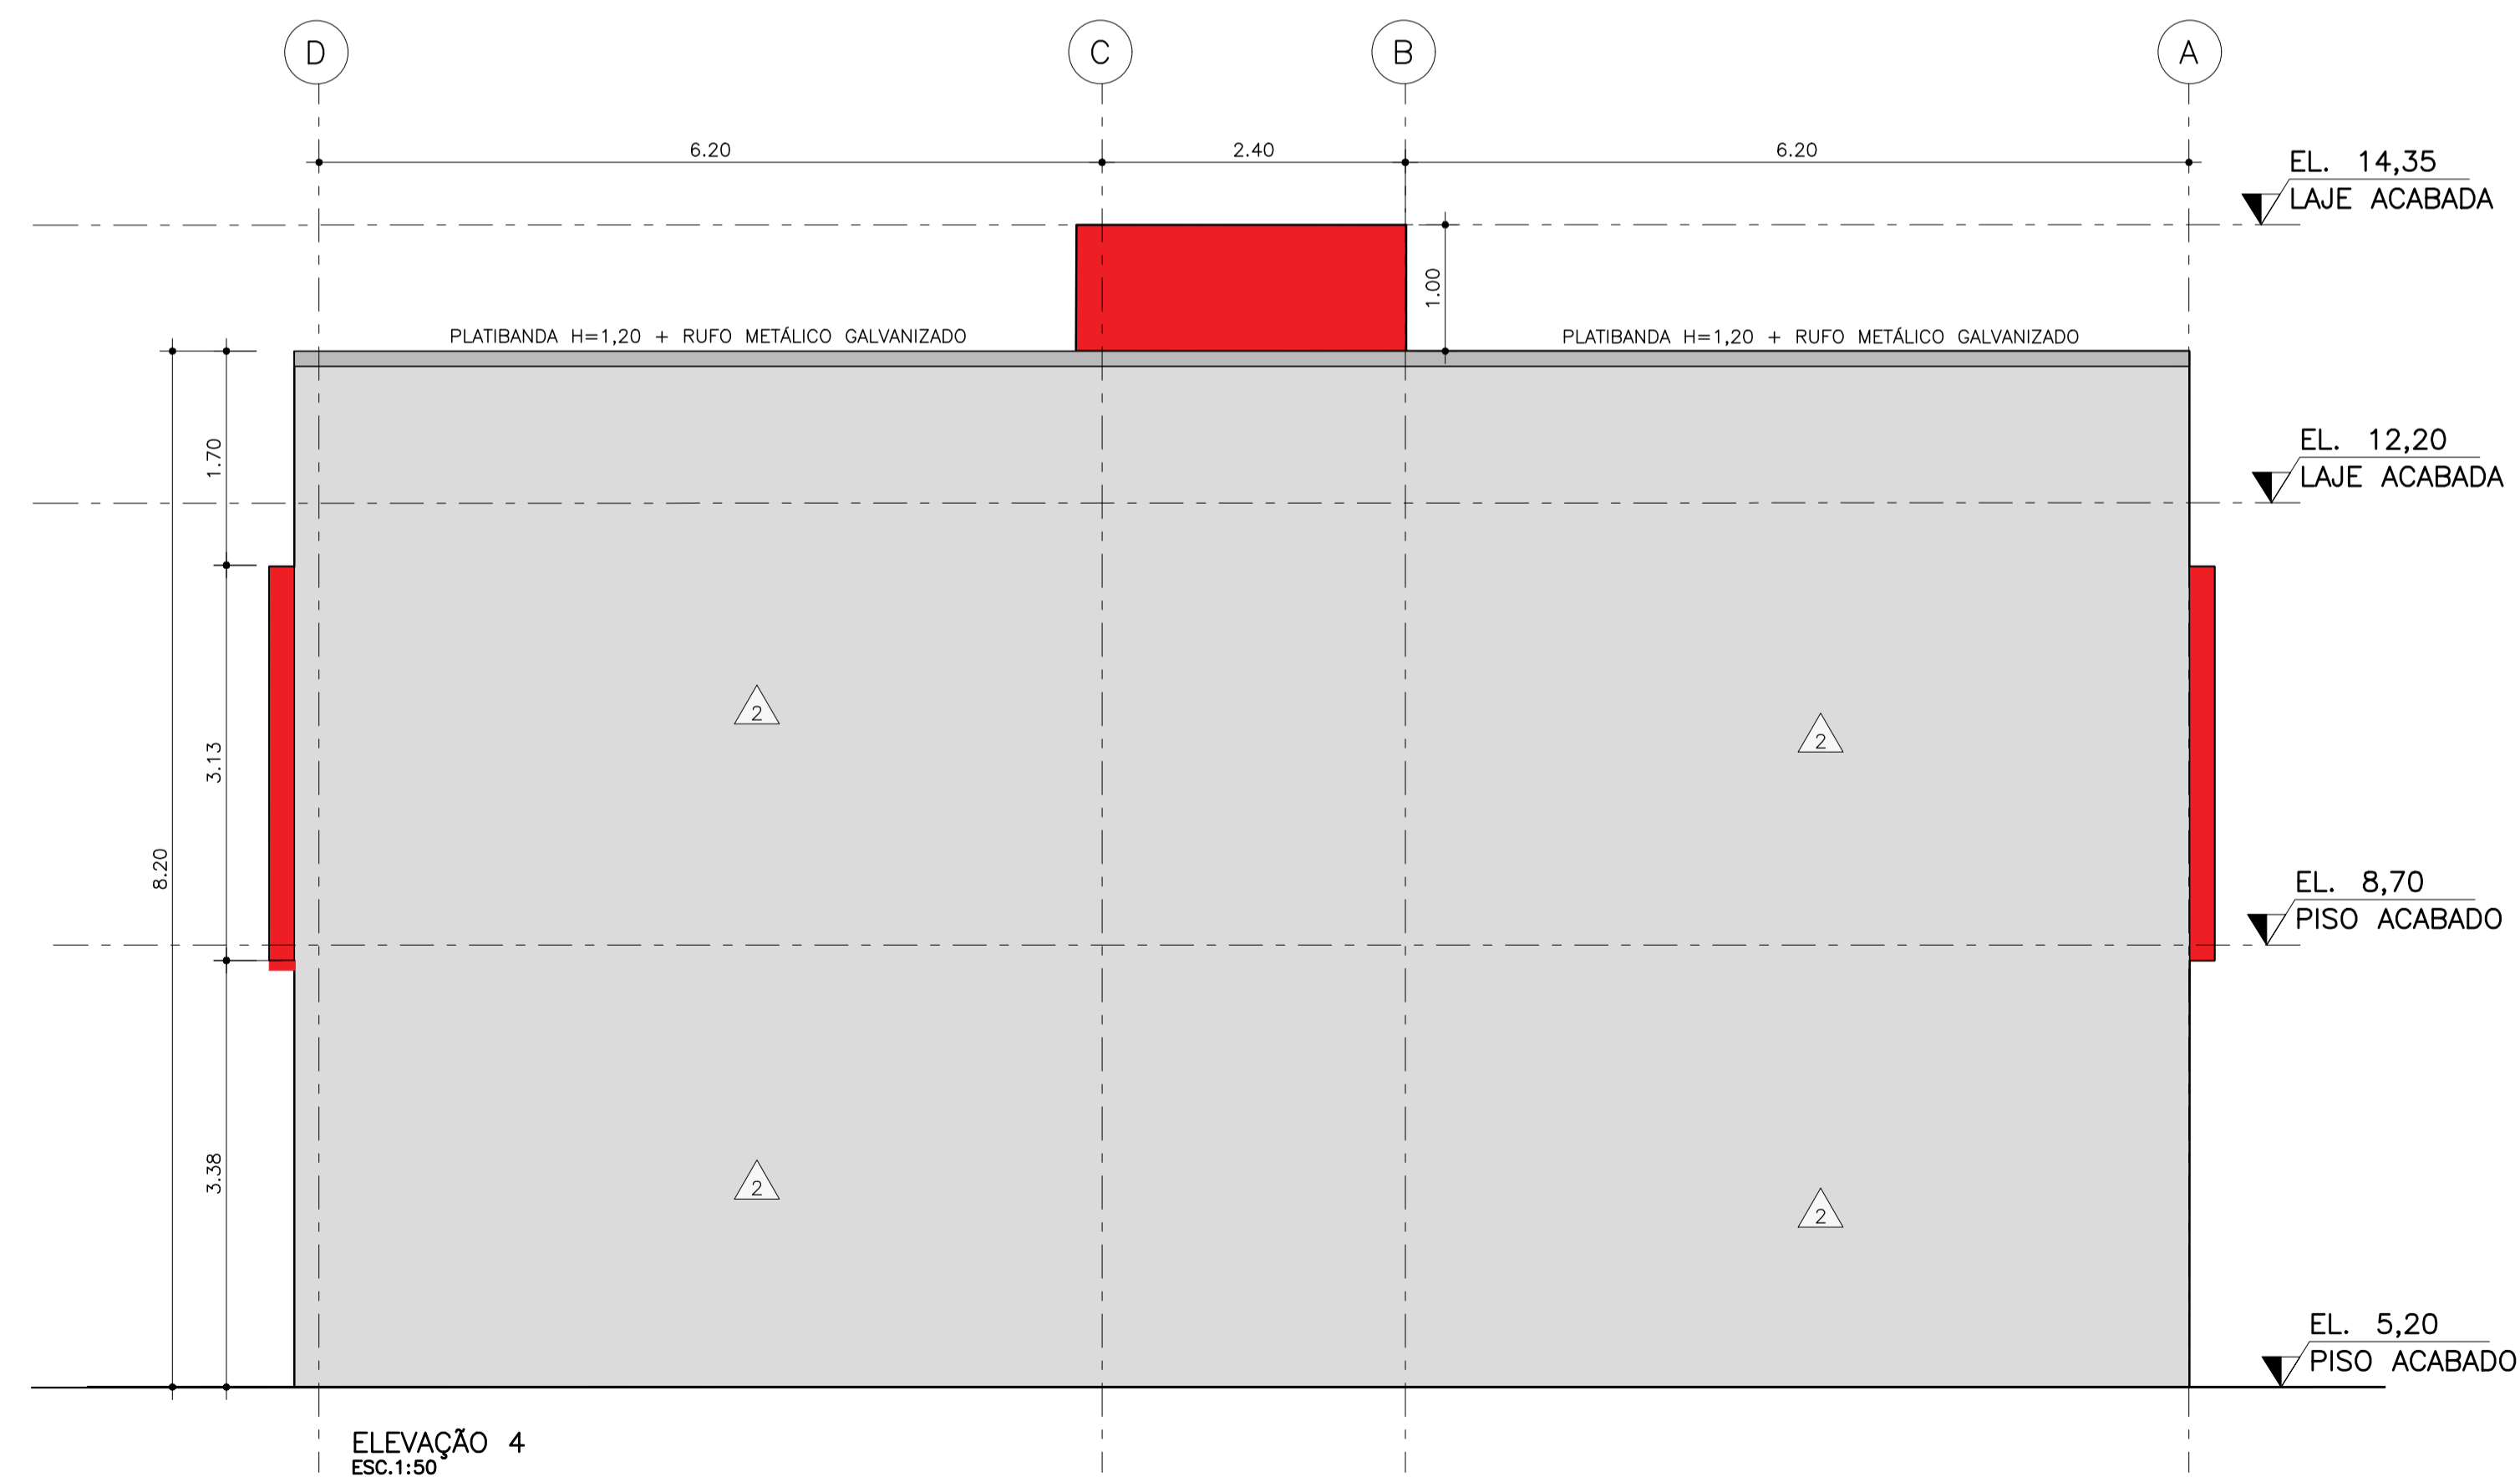 D
C
B
A
6.20
2.40
6.20
EL. 14,35
LAJE ACABADA
1.00
PLATIBANDA H=1,20 + RUFO METÁLICO GALVANIZADO
PLATIBANDA H=1,20 + RUFO METÁLICO GALVANIZADO
1.70
EL. 12,20
LAJE ACABADA
2
2
3.13
8.20
EL. 8,70
PISO ACABADO
3.38
2
2
EL. 5,20
PISO ACABADO
ELEVAÇÃO 4
ESC.1:50